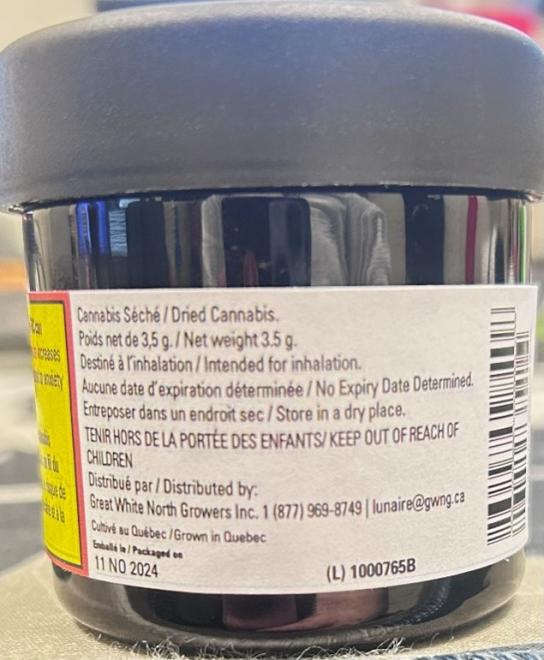 Cannabis Séché / Dried Cannabis.
Poids net de 3,5 g. / Net weight 3.5 g.
Destiné à l'inhalation / Intended for inhalation.
Aucune date d'expiration déterminée / No Expiry Date Determined.
Entreposer dans un endroit sec / Store in a dry place.
TENIR HORS DE LA PORTÉE DES ENFANTS/ KEEP OUT OF REACH OF
CHILDREN
Distribué par / Distributed by:
Great White North Growers Inc. 1 (877) 969-8749 | lunaire@gwng.ca
Cultivé au Québec /Grown in Quebec
Emballé le / Packaged on
11 NO 2024
(L) 1000765B
increases
anxiety